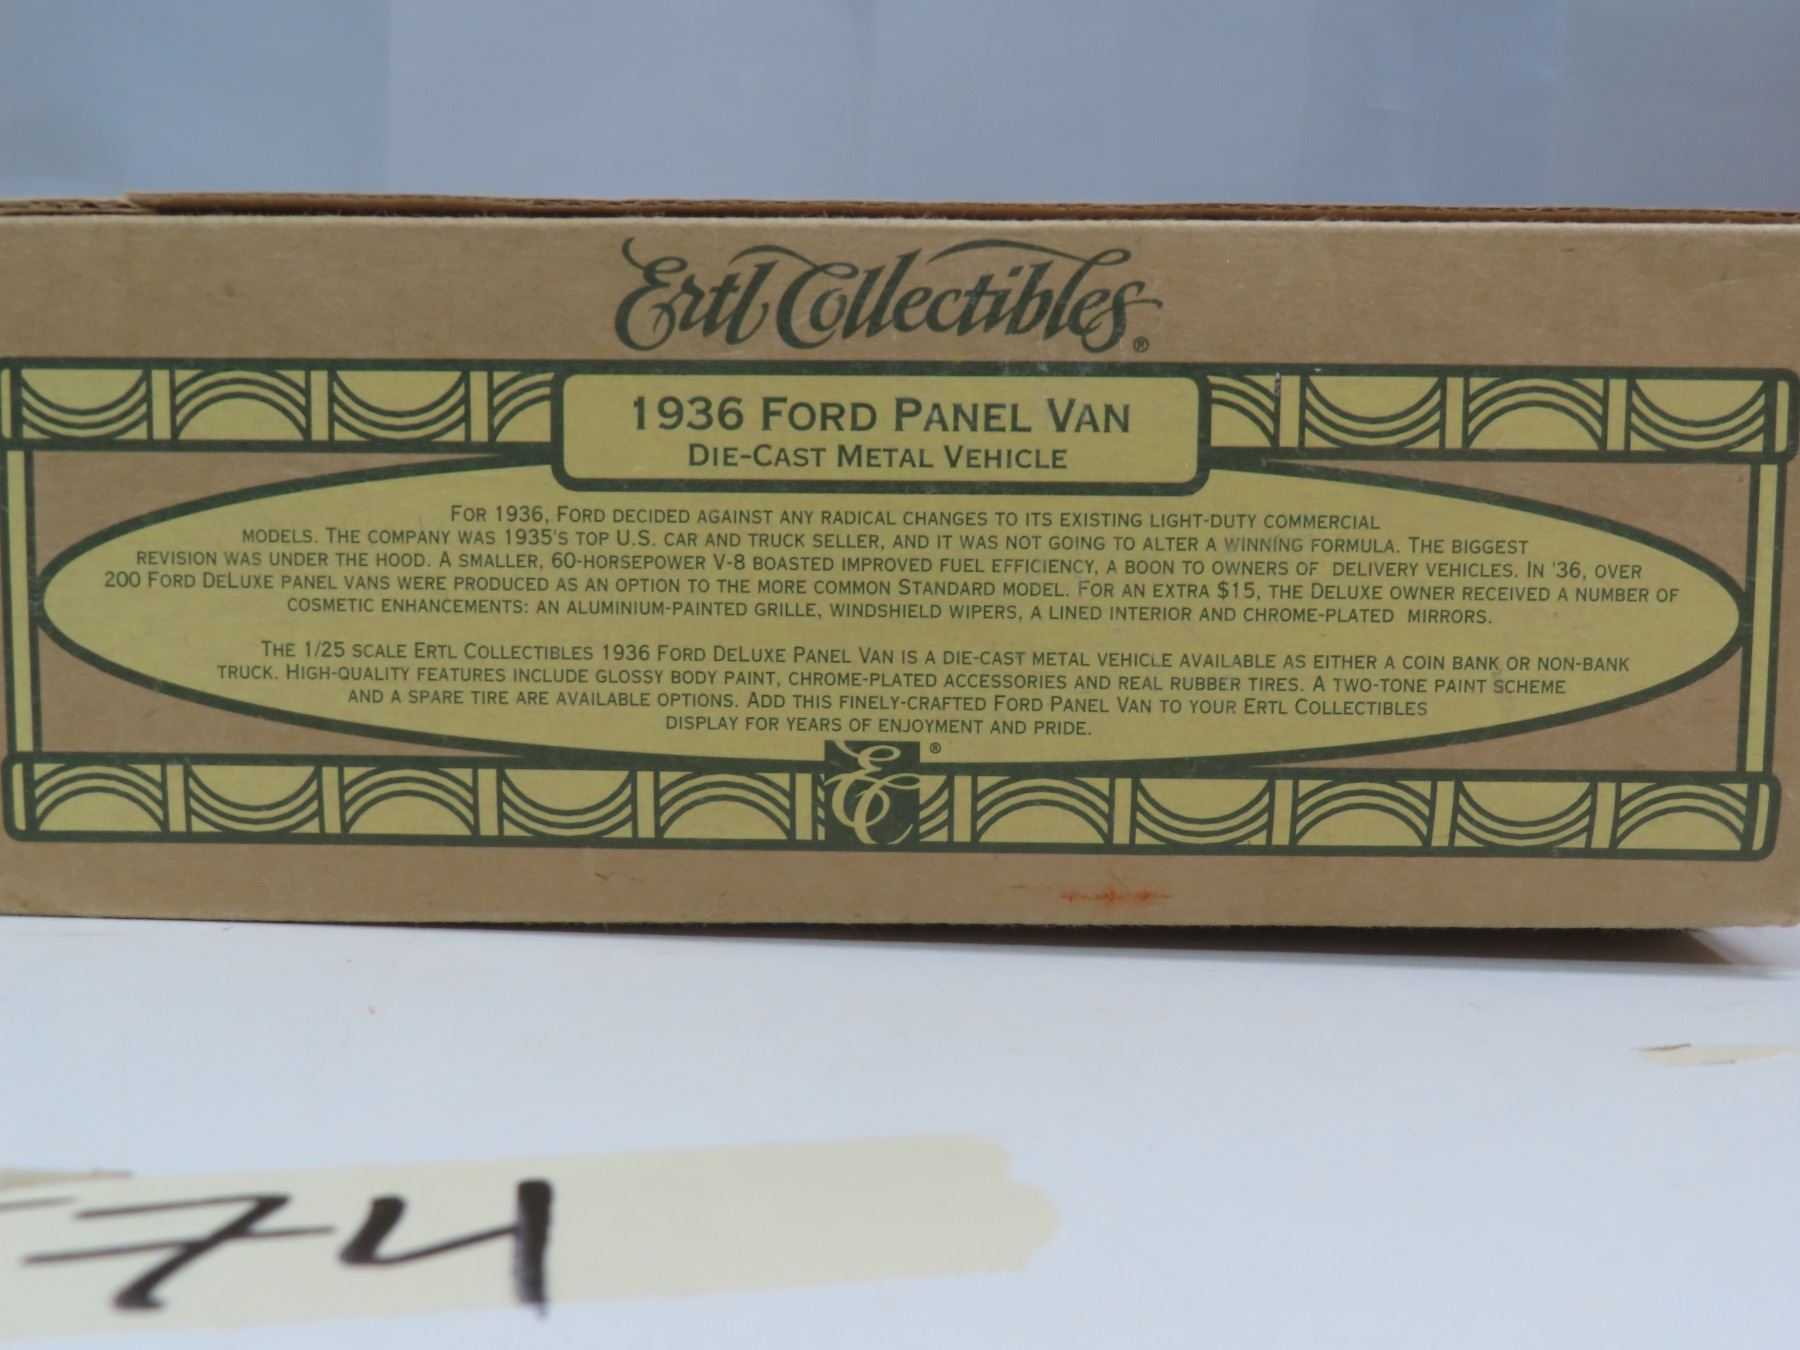 Ertl Collectibles®
1936 FORD PANEL VAN
DIE-CAST METAL VEHICLE
FOR 1936, FORD DECIDED AGAINST ANY RADICAL CHANGES TO ITS EXISTING LIGHT-DUTY COMMERCIAL
MODELS. THE COMPANY WAS 1935'S TOP U.S. CAR AND TRUCK SELLER, AND IT WAS NOT GOING TO ALTER A WINNING FORMULA. THE BIGGEST
REVISION WAS UNDER THE HOOD. A SMALLER, 60-HORSEPOWER V-8 BOASTED IMPROVED FUEL EFFICIENCY, A BOON TO OWNERS OF DELIVERY VEHICLES. IN '36, OVER
200 FORD DELUXE PANEL VANS WERE PRODUCED AS AN OPTION TO THE MORE COMMON STANDARD MODEL. FOR AN EXTRA $15, THE DELUXE OWNER RECEIVED A NUMBER OF
COSMETIC ENHANCEMENTS: AN ALUMINIUM-PAINTED GRILLE, WINDSHIELD WIPERS, A LINED INTERIOR AND CHROME-PLATED MIRRORS.
THE 1/25 SCALE ERTL COLLECTIBLES 1936 FORD DELUXE PANEL VAN IS A DIE-CAST METAL VEHICLE AVAILABLE AS EITHER A COIN BANK OR NON-BANK
TRUCK. HIGH-QUALITY FEATURES INCLUDE GLOSSY BODY PAINT, CHROME-PLATED ACCESSORIES AND REAL RUBBER TIRES. A TWO-TONE PAINT SCHEME
AND A SPARE TIRE ARE AVAILABLE OPTIONS. ADD THIS FINELY-CRAFTED FORD PANEL VAN TO YOUR ERTL COLLECTIBLES
DISPLAY FOR YEARS OF ENJOYMENT AND PRIDE.
EC®
74